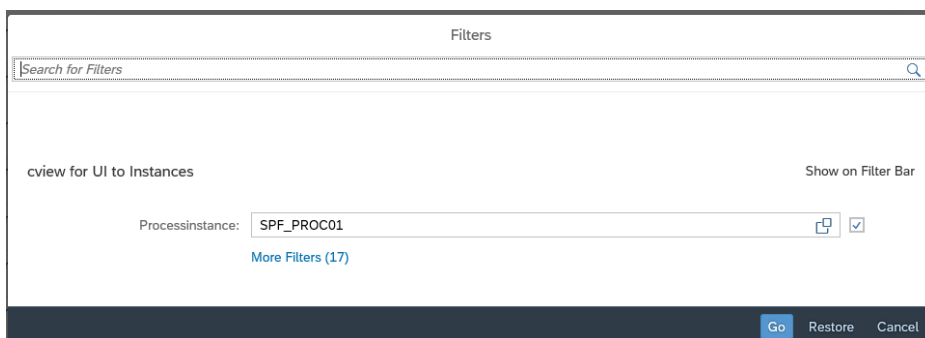 Filters
Search for Filters
cview for UI to Instances
Show on Filter Bar
Processinstance: SPF_PROC01
More Filters (17)
Go Restore Cancel